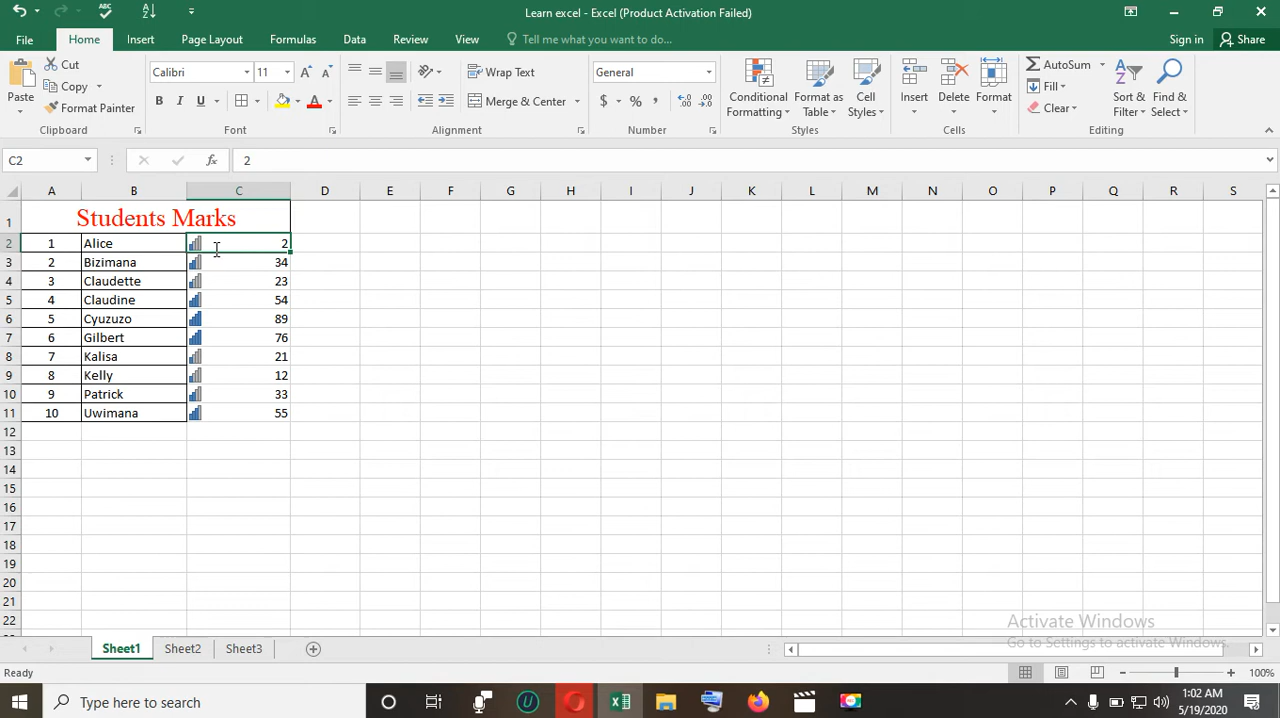 Learn excel - Excel (Product Activation Failed)
File Home Insert Page Layout Formulas Data Review View Tell me what you want to do... Sign in Share
Paste Cut Copy Format Painter Clipboard
Calibri 11 B I U Font
Wrap Text Merge & Center Alignment
General $ % , Number
Conditional Formatting Format as Table Cell Styles Styles
Insert Delete Format Cells
AutoSum Fill Clear Sort & Filter Find & Select Editing
C2 fx 2
A B C D E F G H I J K L M N O P Q R S
1 Students Marks
2 1 Alice 2
3 2 Bizimana 34
4 3 Claudette 23
5 4 Claudine 54
6 5 Cyuzuzo 89
7 6 Gilbert 76
8 7 Kalisa 21
9 8 Kelly 12
10 9 Patrick 33
11 10 Uwimana 55
12
13
14
15
16
17
18
19
20
21
22
Activate Windows
Go to Settings to activate Windows.
Sheet1 Sheet2 Sheet3
Ready 100%
Type here to search
1:02 AM
5/19/2020